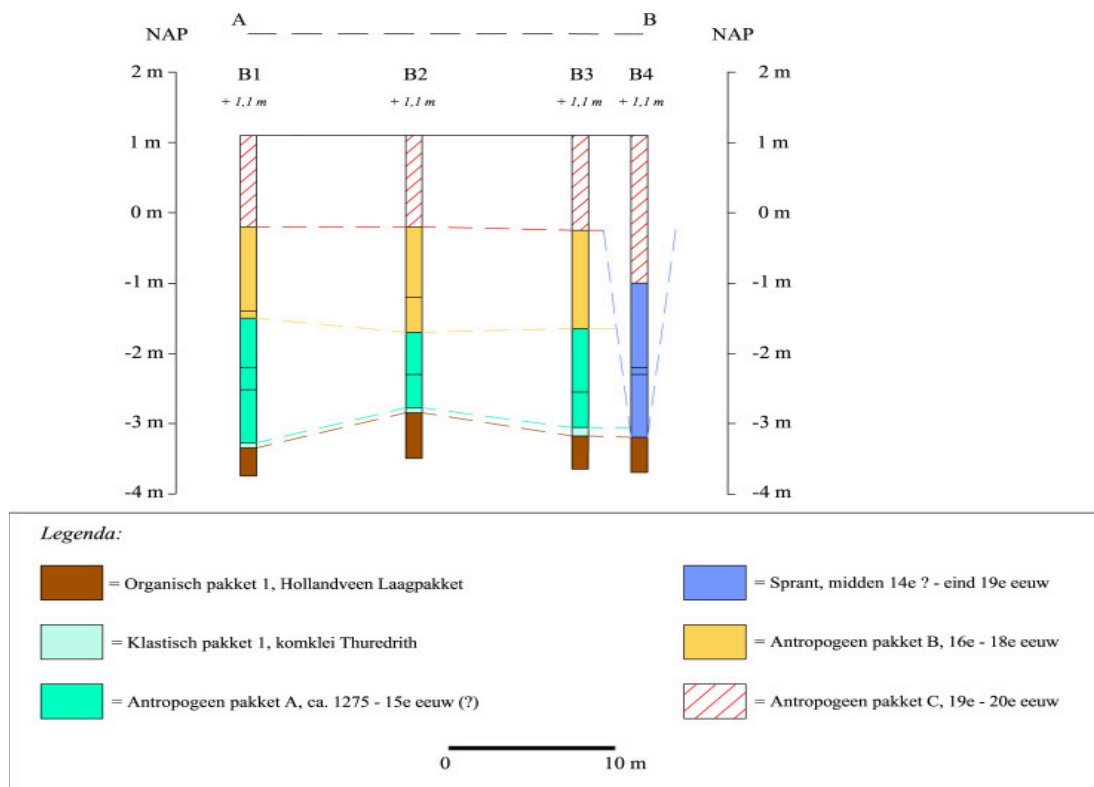 A B
NAP NAP
2 m B1 B2 B3 B4 2 m
+ 1,1 m + 1,1 m + 1,1 m + 1,1 m
1 m 1 m
0 m 0 m
-1 m -1 m
-2 m -2 m
-3 m -3 m
-4 m -4 m
Legenda:
= Organisch pakket 1, Hollandveen Laagpakket
= Klastisch pakket 1, komklei Thuredrith
= Antropogeen pakket A, ca. 1275 - 15e eeuw (?)
= Sprant, midden 14e ? - eind 19e eeuw
= Antropogeen pakket B, 16e - 18e eeuw
= Antropogeen pakket C, 19e - 20e eeuw
0 10 m